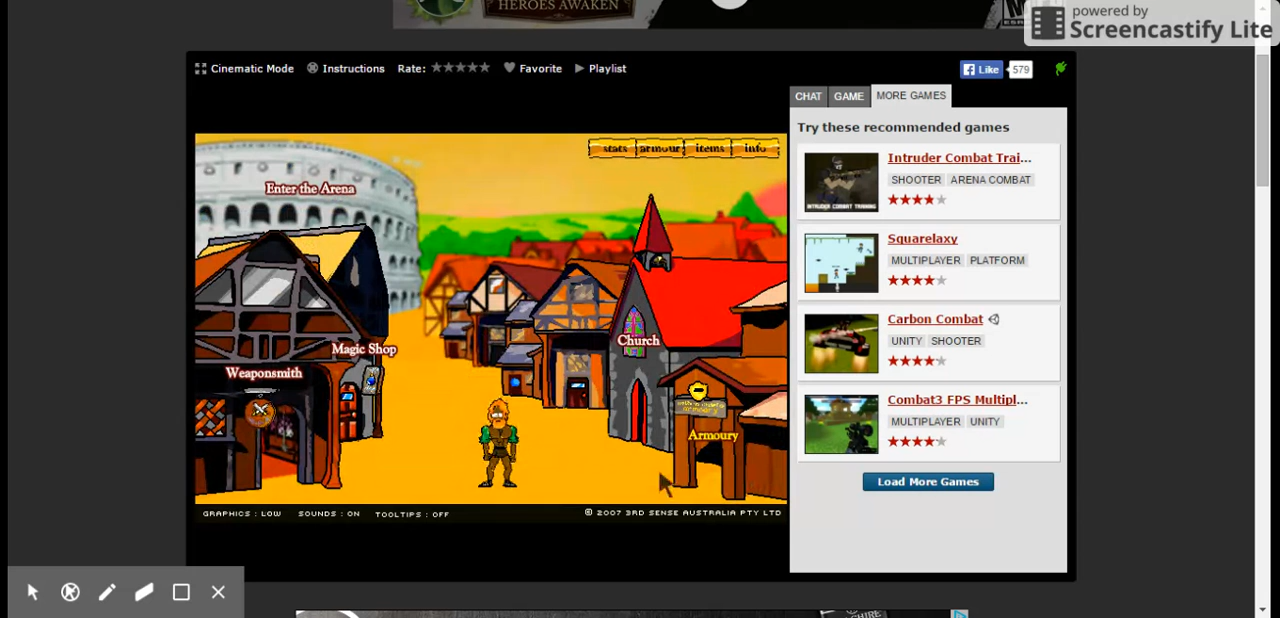 HEROES AWAKEN
powered by
Screencastify Lite
Cinematic Mode Instructions Rate: Favorite Playlist
Like 579
CHAT GAME MORE GAMES
Try these recommended games
stats armour items info
Enter the Arena
Intruder Combat Trai...
SHOOTER ARENA COMBAT
INTRUDER COMBAT TRAINING
Squarelaxy
MULTIPLAYER PLATFORM
Carbon Combat
UNITY SHOOTER
Church
Magic Shop
Weaponsmith
Combat3 FPS Multipl...
MULTIPLAYER UNITY
Armoury
Load More Games
GRAPHICS : LOW SOUNDS : ON TOOLTIPS : OFF © 2007 3RD SENSE AUSTRALIA PTY LTD